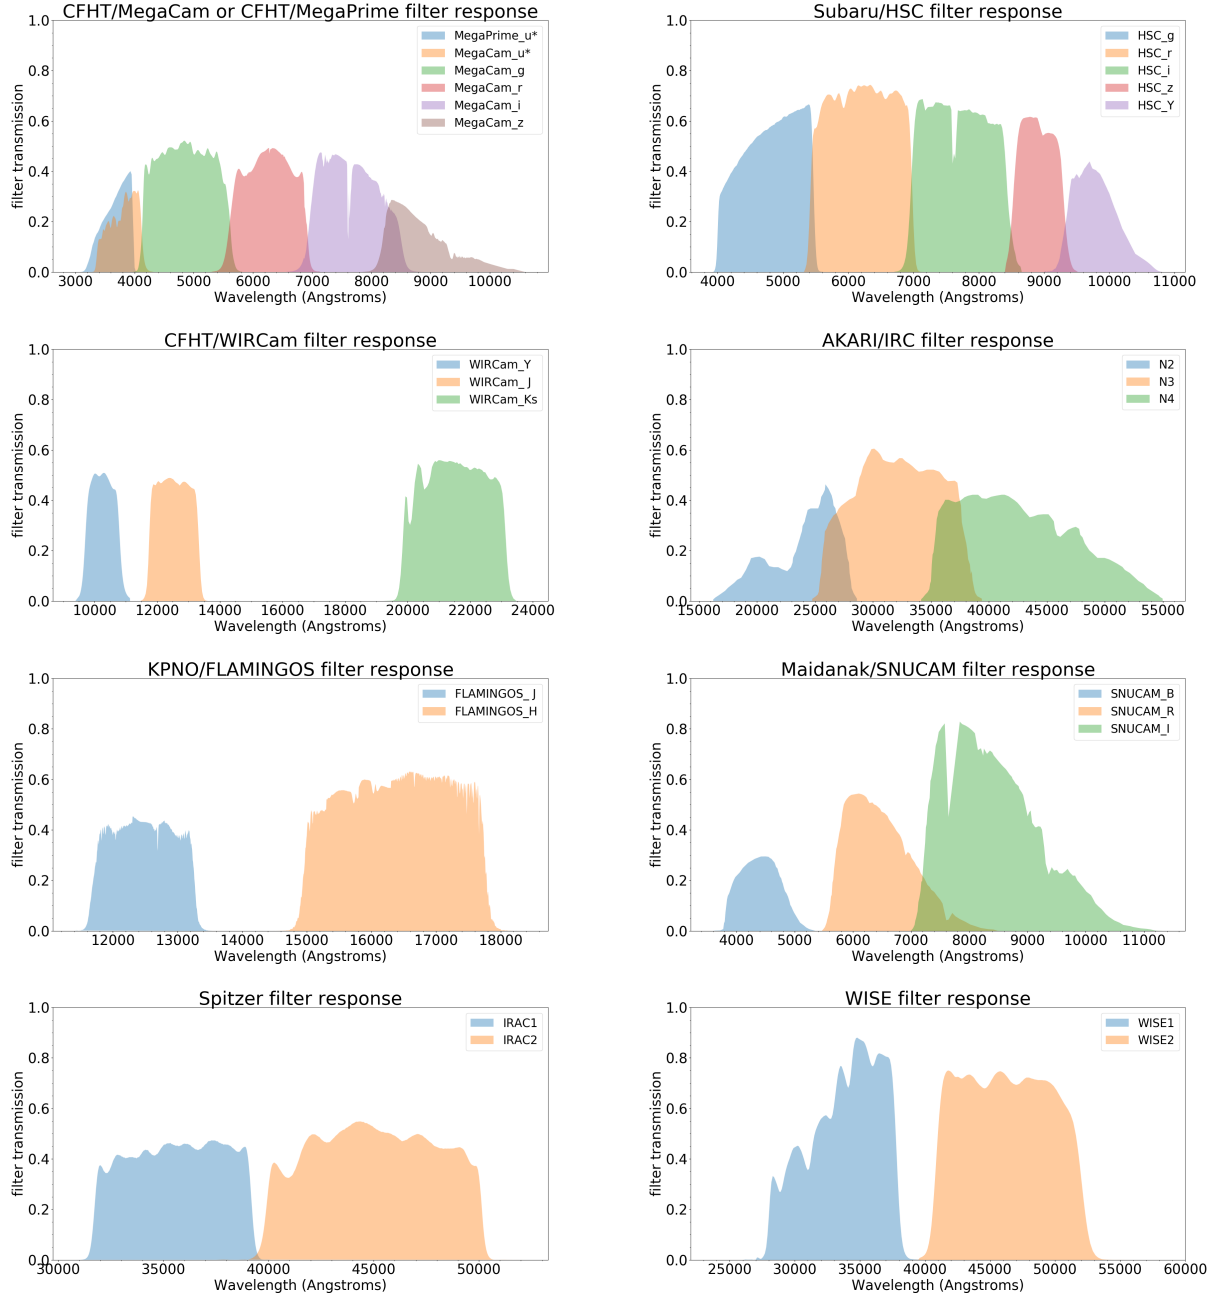 CFHT/MegaCam or CFHT/MegaPrime filter response
1.0
0.8
0.6
0.4
0.2
0.0
filter transmission
MegaPrime_u*
MegaCam_u*
MegaCam_g
MegaCam_r
MegaCam_i
MegaCam_z
3000 4000 5000 6000 7000 8000 9000 10000
Wavelength (Angstroms)
Subaru/HSC filter response
1.0
0.8
0.6
0.4
0.2
0.0
filter transmission
HSC_g
HSC_r
HSC_i
HSC_z
HSC_Y
4000 5000 6000 7000 8000 9000 10000 11000
Wavelength (Angstroms)
CFHT/WIRCam filter response
1.0
0.8
0.6
0.4
0.2
0.0
filter transmission
WIRCam_Y
WIRCam_ J
WIRCam_Ks
10000 12000 14000 16000 18000 20000 22000 24000
Wavelength (Angstroms)
AKARI/IRC filter response
1.0
0.8
0.6
0.4
0.2
0.0
filter transmission
N2
N3
N4
15000 20000 25000 30000 35000 40000 45000 50000 55000
Wavelength (Angstroms)
KPNO/FLAMINGOS filter response
1.0
0.8
0.6
0.4
0.2
0.0
filter transmission
FLAMINGOS_ J
FLAMINGOS_H
12000 13000 14000 15000 16000 17000 18000
Wavelength (Angstroms)
Maidanak/SNUCAM filter response
1.0
0.8
0.6
0.4
0.2
0.0
filter transmission
SNUCAM_B
SNUCAM_R
SNUCAM_I
4000 5000 6000 7000 8000 9000 10000 11000
Wavelength (Angstroms)
Spitzer filter response
1.0
0.8
0.6
0.4
0.2
0.0
filter transmission
IRAC1
IRAC2
30000 35000 40000 45000 50000
Wavelength (Angstroms)
WISE filter response
1.0
0.8
0.6
0.4
0.2
0.0
filter transmission
WISE1
WISE2
25000 30000 35000 40000 45000 50000 55000 60000
Wavelength (Angstroms)